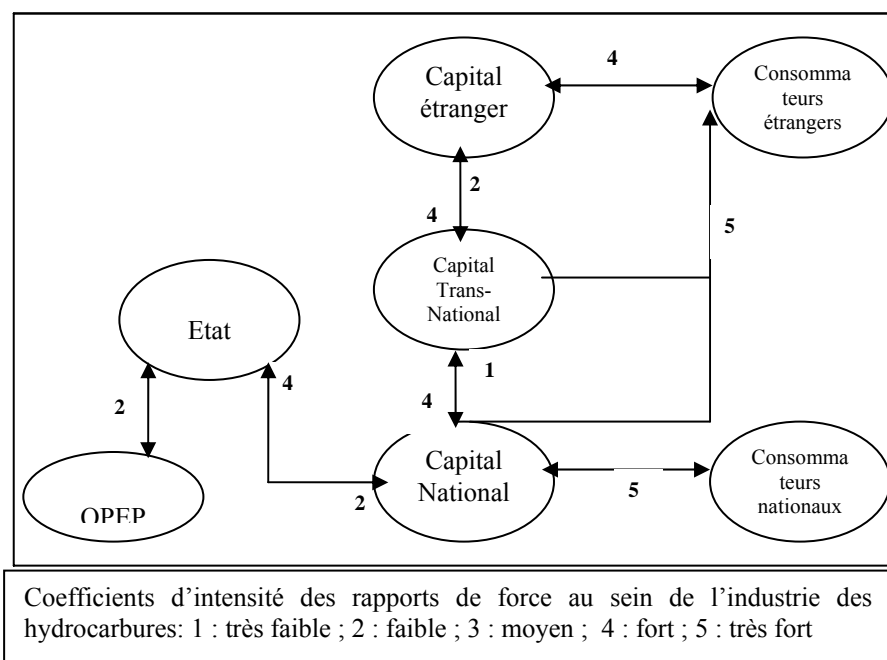 Capital
étranger
4
Consomma
teurs
étrangers
2
4
5
Capital
Trans-
National
Etat
1
4
2
4
Capital
National
Consomma
teurs
nationaux
5
2
OPEP
Coefficients d’intensité des rapports de force au sein de l’industrie des
hydrocarbures: 1 : très faible ; 2 : faible ; 3 : moyen ; 4 : fort ; 5 : très fort